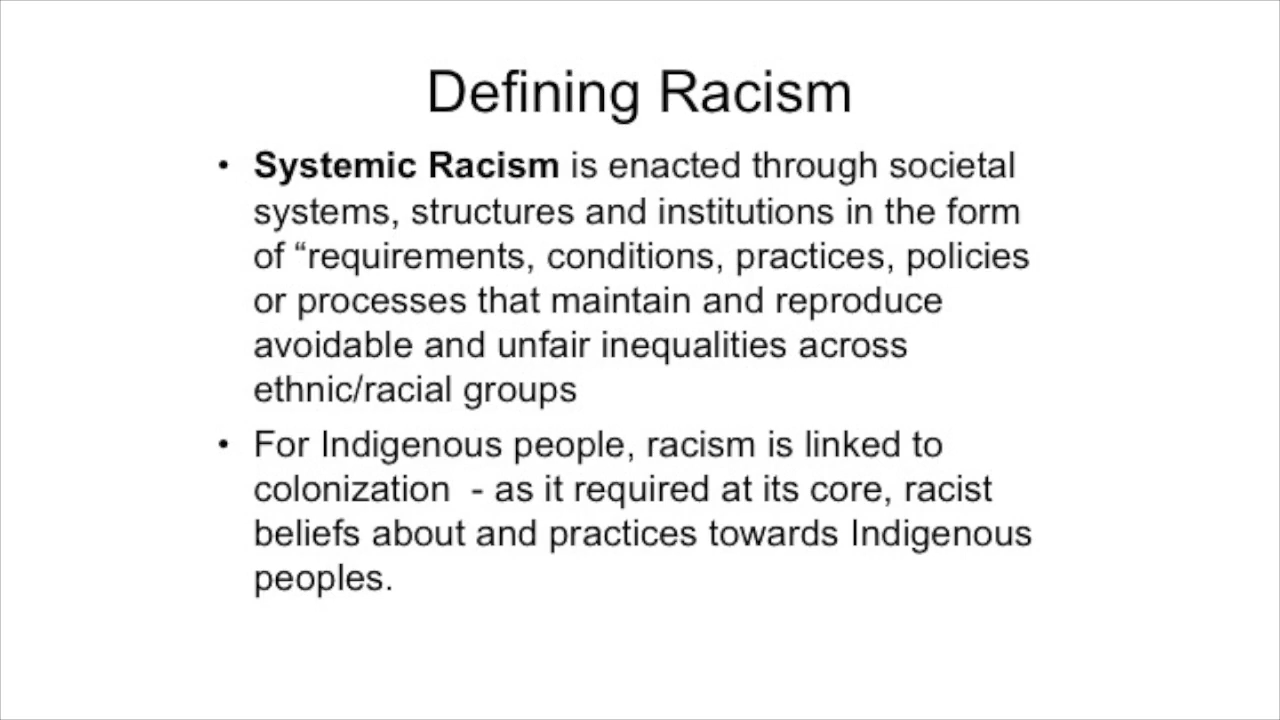 Defining Racism
• Systemic Racism is enacted through societal
systems, structures and institutions in the form
of “requirements, conditions, practices, policies
or processes that maintain and reproduce
avoidable and unfair inequalities across
ethnic/racial groups
• For Indigenous people, racism is linked to
colonization  - as it required at its core, racist
beliefs about and practices towards Indigenous
peoples.